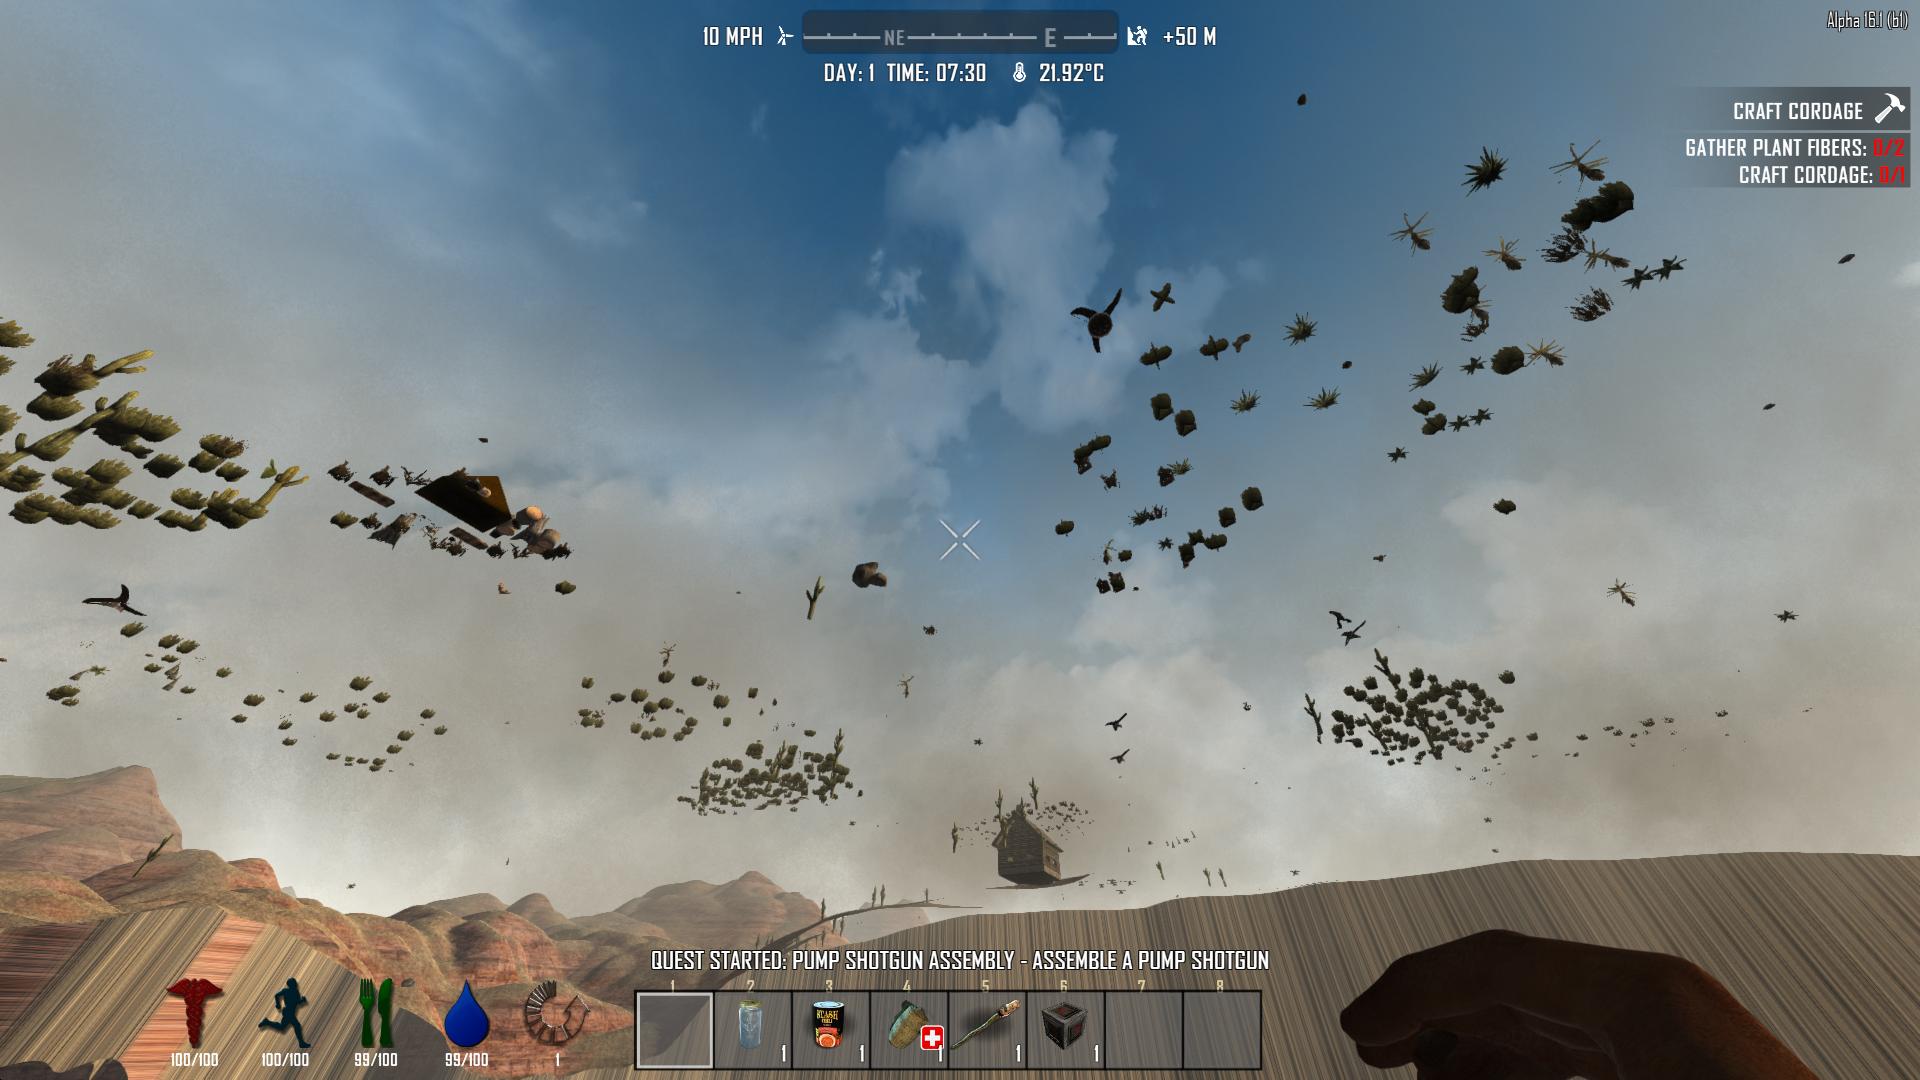 Alpha 16.1 (b1)
10 MPH NE E +50 M
DAY: 1 TIME: 07:30 21.92°C
CRAFT CORDAGE
GATHER PLANT FIBERS: 0/2
CRAFT CORDAGE: 0/1
QUEST STARTED: PUMP SHOTGUN ASSEMBLY - ASSEMBLE A PUMP SHOTGUN
1 2 3 4 5 6 7 8
1 1 1 1 1
100/100 100/100 99/100 99/100 1